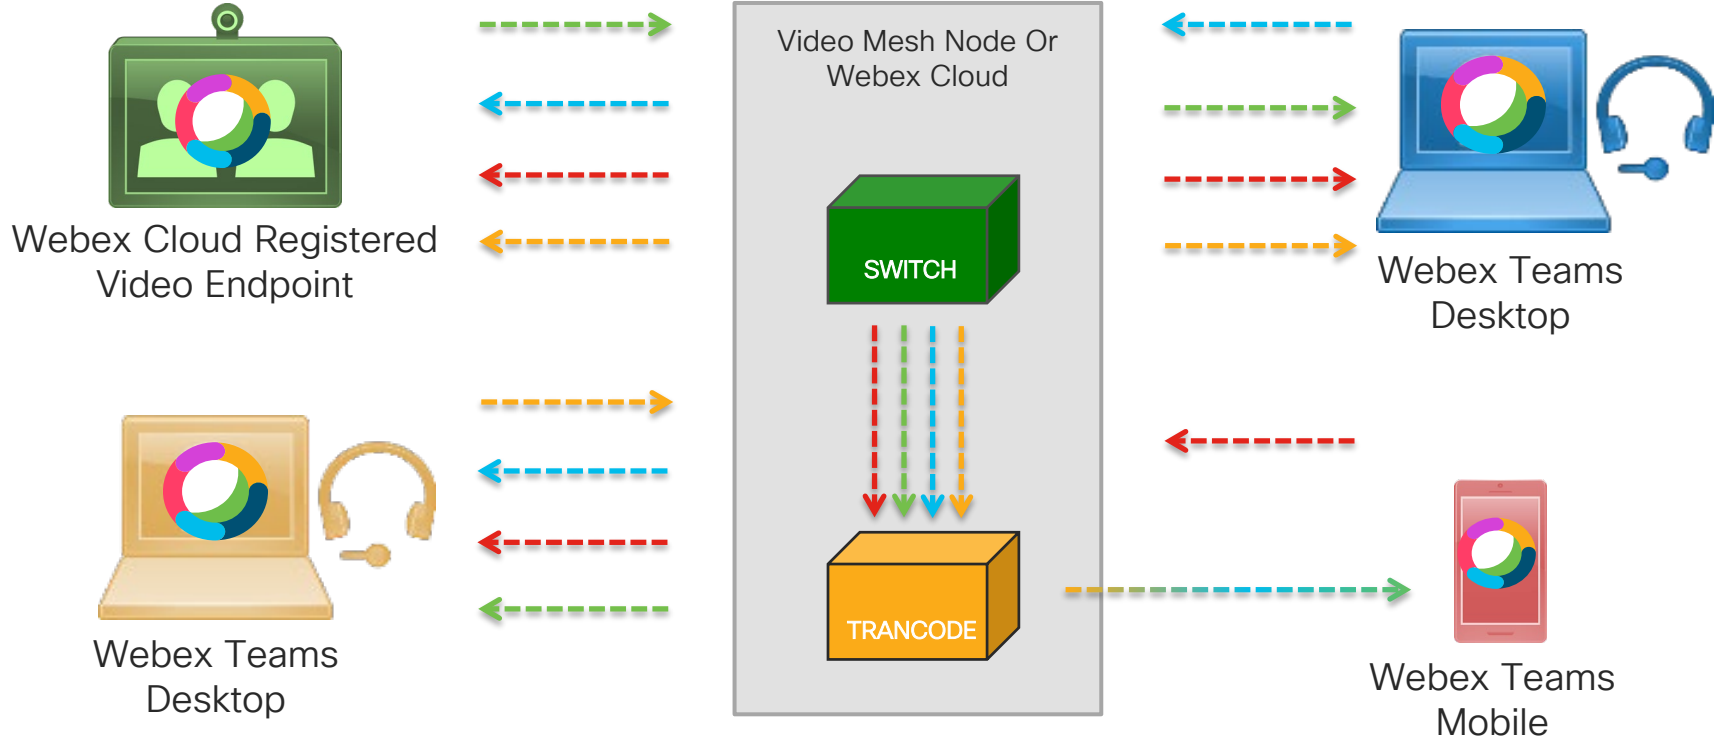 Video Mesh Node Or
Webex Cloud
Webex Cloud Registered
Video Endpoint
SWITCH
Webex Teams
Desktop
Webex Teams
Desktop
TRANCODE
Webex Teams
Mobile